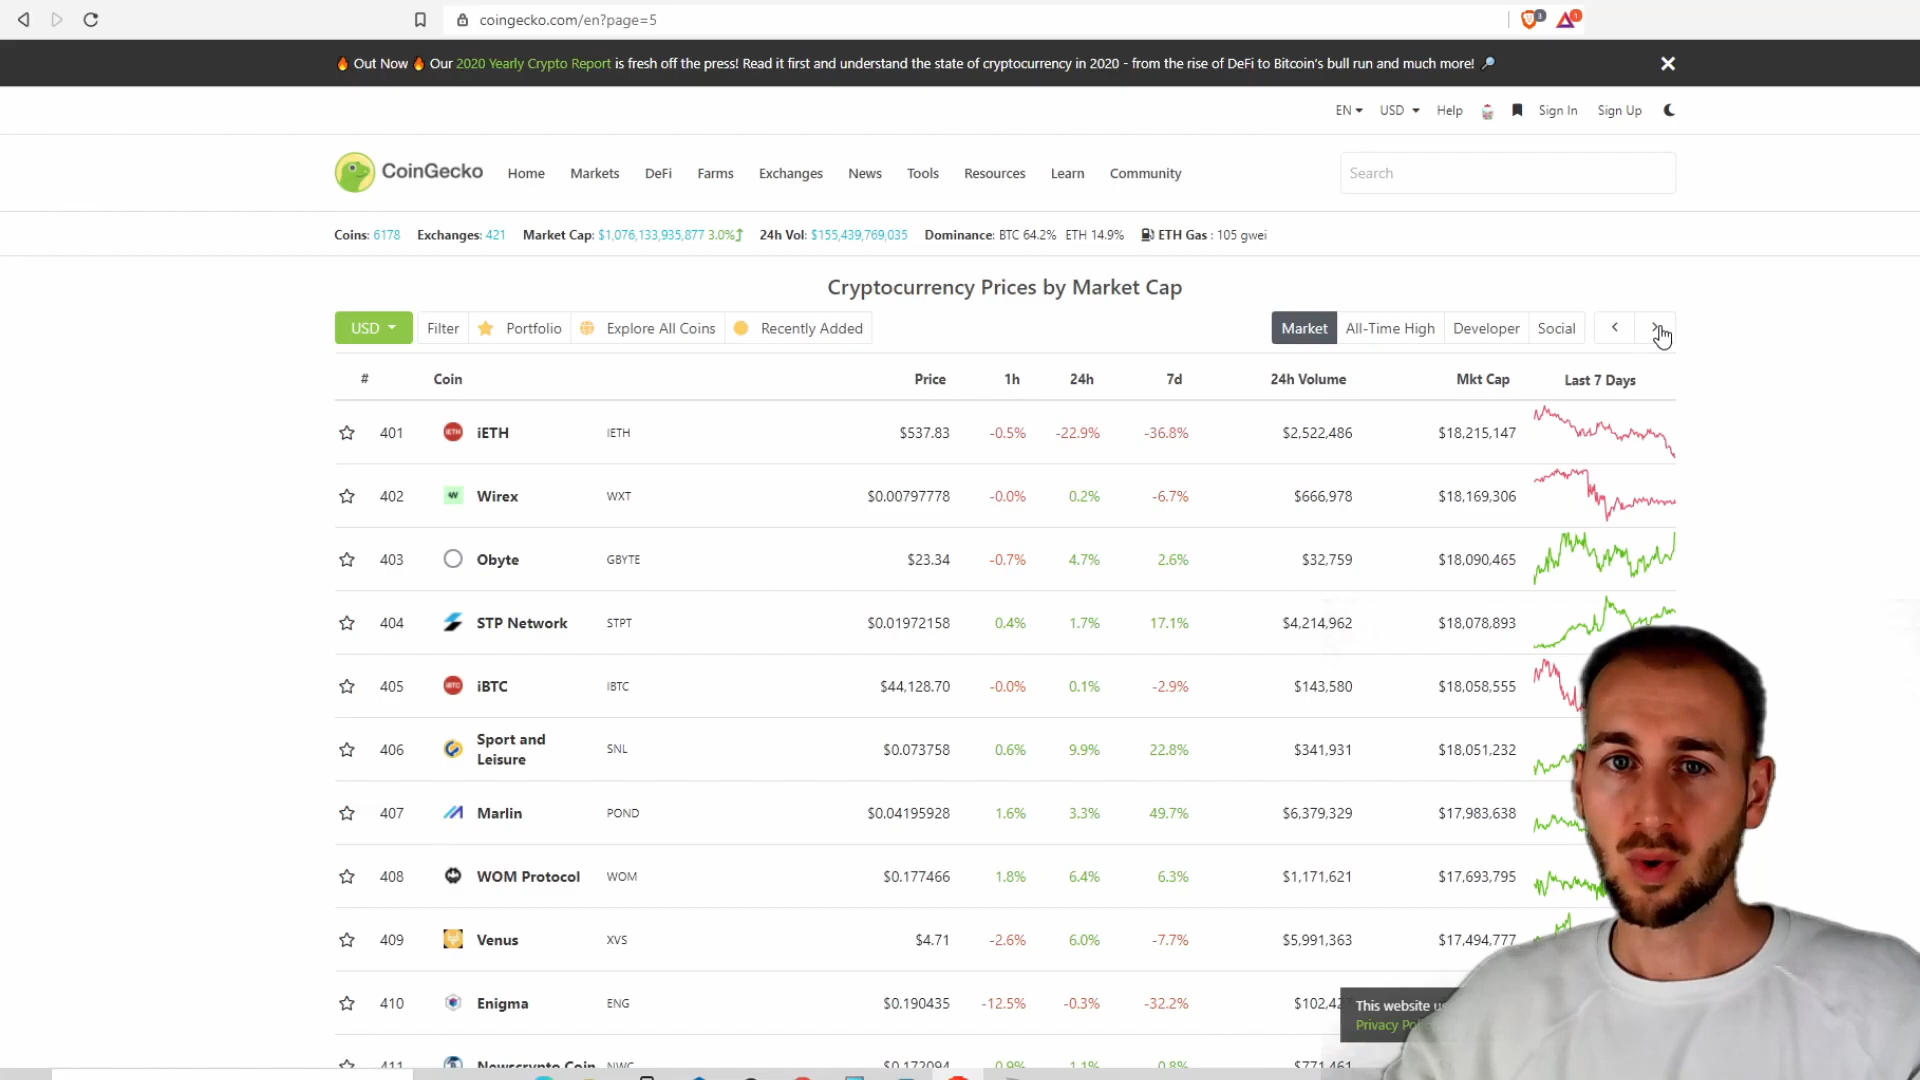 coingecko.com/en?page=5
🔥 Out Now 🔥 Our 2020 Yearly Crypto Report is fresh off the press! Read it first and understand the state of cryptocurrency in 2020 - from the rise of DeFi to Bitcoin's bull run and much more! 🔎
EN USD Help Sign In Sign Up
CoinGecko Home Markets DeFi Farms Exchanges News Tools Resources Learn Community Search
Coins: 6178 Exchanges: 421 Market Cap: $1,076,133,935,877 3.0% 24h Vol: $155,439,769,035 Dominance: BTC 64.2% ETH 14.9% ETH Gas : 105 gwei
Cryptocurrency Prices by Market Cap
USD Filter Portfolio Explore All Coins Recently Added Market All-Time High Developer Social
# Coin Price 1h 24h 7d 24h Volume Mkt Cap Last 7 Days
401 iETH IETH $537.83 -0.5% -22.9% -36.8% $2,522,486 $18,215,147
402 Wirex WXT $0.00797778 -0.0% 0.2% -6.7% $666,978 $18,169,306
403 Obyte GBYTE $23.34 -0.7% 4.7% 2.6% $32,759 $18,090,465
404 STP Network STPT $0.01972158 0.4% 1.7% 17.1% $4,214,962 $18,078,893
405 iBTC IBTC $44,128.70 -0.0% 0.1% -2.9% $143,580 $18,058,555
406 Sport and Leisure SNL $0.073758 0.6% 9.9% 22.8% $341,931 $18,051,232
407 Marlin POND $0.04195928 1.6% 3.3% 49.7% $6,379,329 $17,983,638
408 WOM Protocol WOM $0.177466 1.8% 6.4% 6.3% $1,171,621 $17,693,795
409 Venus XVS $4.71 -2.6% 6.0% -7.7% $5,991,363 $17,494,777
410 Enigma ENG $0.190435 -12.5% -0.3% -32.2%
This website
Privacy
411 Newscrypto Coin NWC $0.172094 0.9% 1.1% 0.8% $771,461